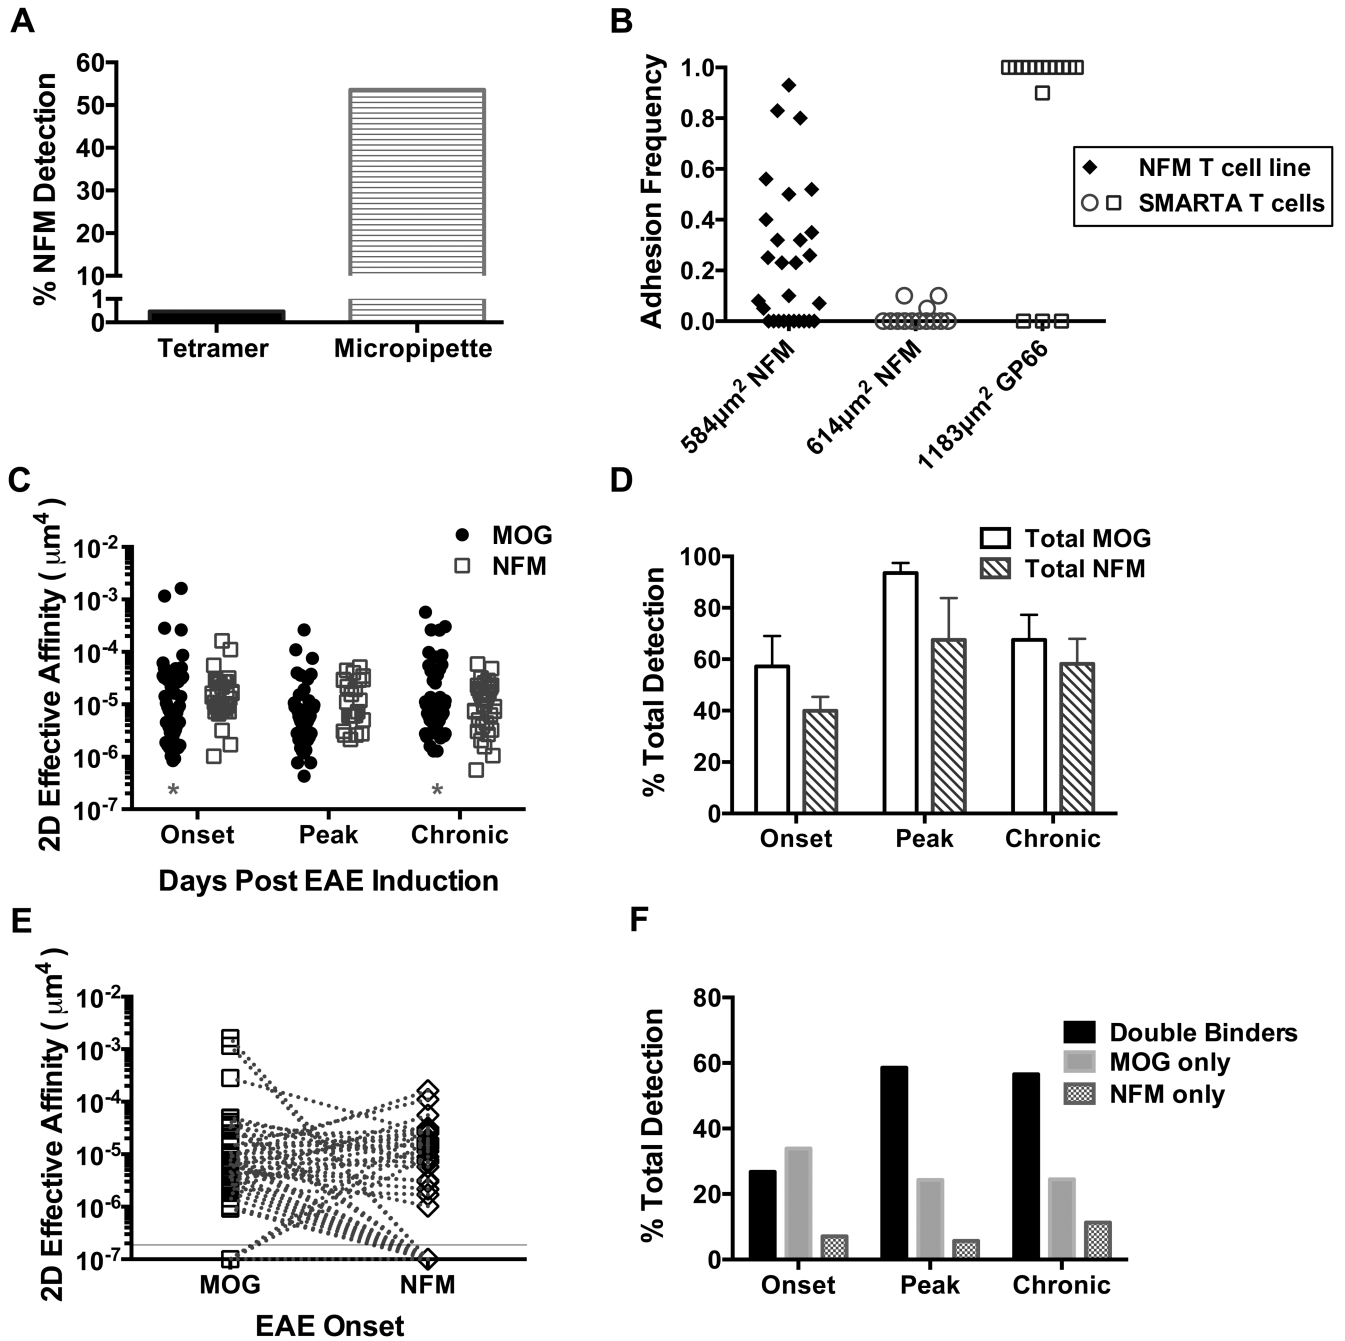 A
% NFM Detection
60
50
40
30
20
10
1
0
Tetramer
Micropipette
B
Adhesion Frequency
1.0
0.8
0.6
0.4
0.2
0.0
584μm² NFM
614μm² NFM
1183μm² GP66
NFM T cell line
SMARTA T cells
C
2D Effective Affinity ( μm⁴ )
10⁻²
10⁻³
10⁻⁴
10⁻⁵
10⁻⁶
10⁻⁷
MOG
NFM
* *
Onset Peak Chronic
Days Post EAE Induction
D
% Total Detection
100
80
60
40
20
0
Total MOG
Total NFM
Onset Peak Chronic
E
2D Effective Affinity ( μm⁴ )
10⁻²
10⁻³
10⁻⁴
10⁻⁵
10⁻⁶
10⁻⁷
MOG NFM
EAE Onset
F
% Total Detection
80
60
40
20
0
Double Binders
MOG only
NFM only
Onset Peak Chronic